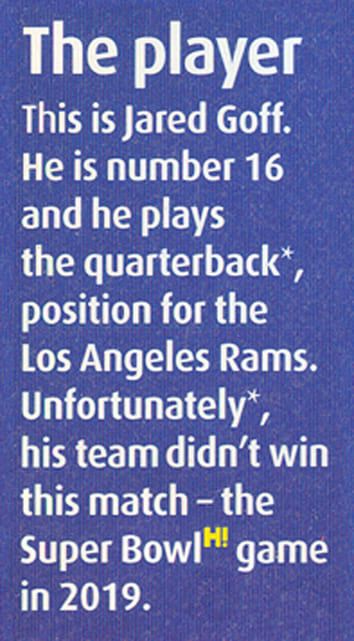 The player
This is Jared Goff.
He is number 16
and he plays
the quarterback*,
position for the
Los Angeles Rams.
Unfortunately*,
his team didn't win
this match – the
Super Bowl H! game
in 2019.